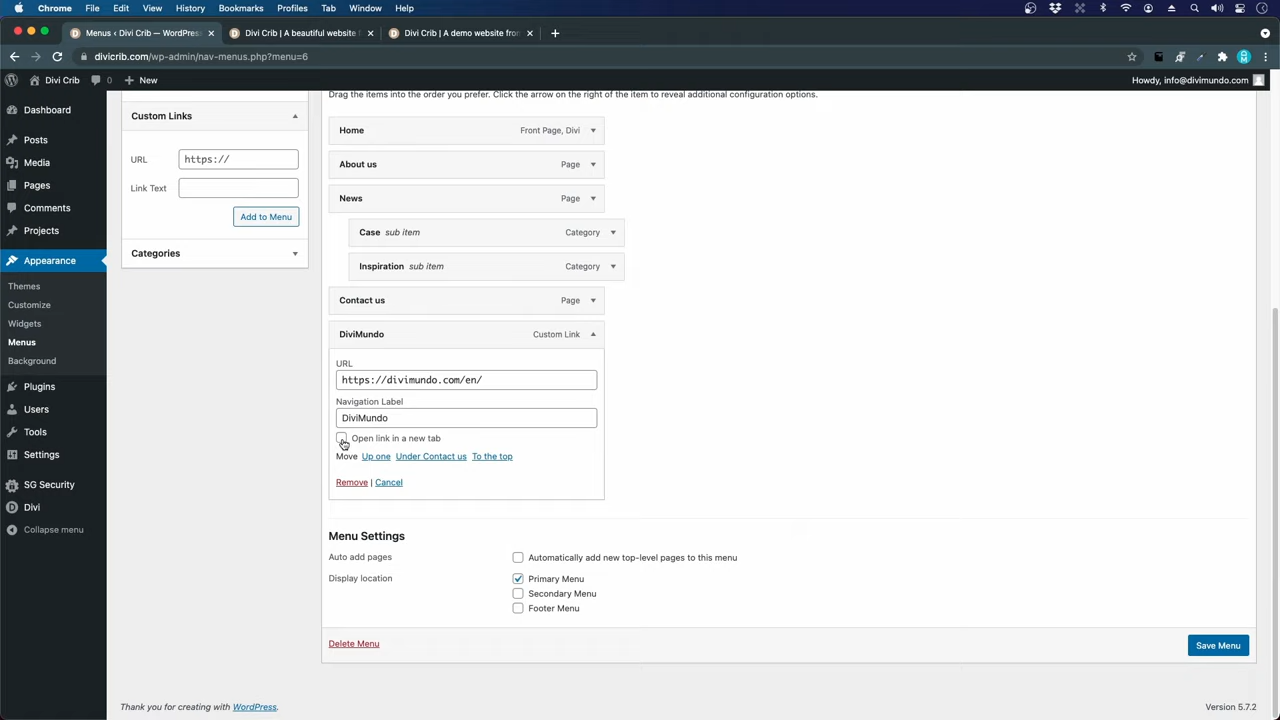 Chrome File Edit View History Bookmarks Profiles Tab Window Help
Menus ‹ Divi Crib — WordPress Divi Crib | A beautiful website f Divi Crib | A demo website from
divicrib.com/wp-admin/nav-menus.php?menu=6
Divi Crib 0 New Howdy, info@divimundo.com
Drag the items into the order you prefer. Click the arrow on the right of the item to reveal additional configuration options.
Dashboard
Posts
Media
Pages
Comments
Projects
Appearance
Themes
Customize
Widgets
Menus
Background
Plugins
Users
Tools
Settings
SG Security
Divi
Collapse menu
Custom Links
URL https://
Link Text
Add to Menu
Categories
Home Front Page, Divi
About us Page
News Page
Case sub item Category
Inspiration sub item Category
Contact us Page
DiviMundo Custom Link
URL
https://divimundo.com/en/
Navigation Label
DiviMundo
Open link in a new tab
Move Up one Under Contact us To the top
Remove | Cancel
Menu Settings
Auto add pages Automatically add new top-level pages to this menu
Display location Primary Menu
Secondary Menu
Footer Menu
Delete Menu Save Menu
Thank you for creating with WordPress. Version 5.7.2